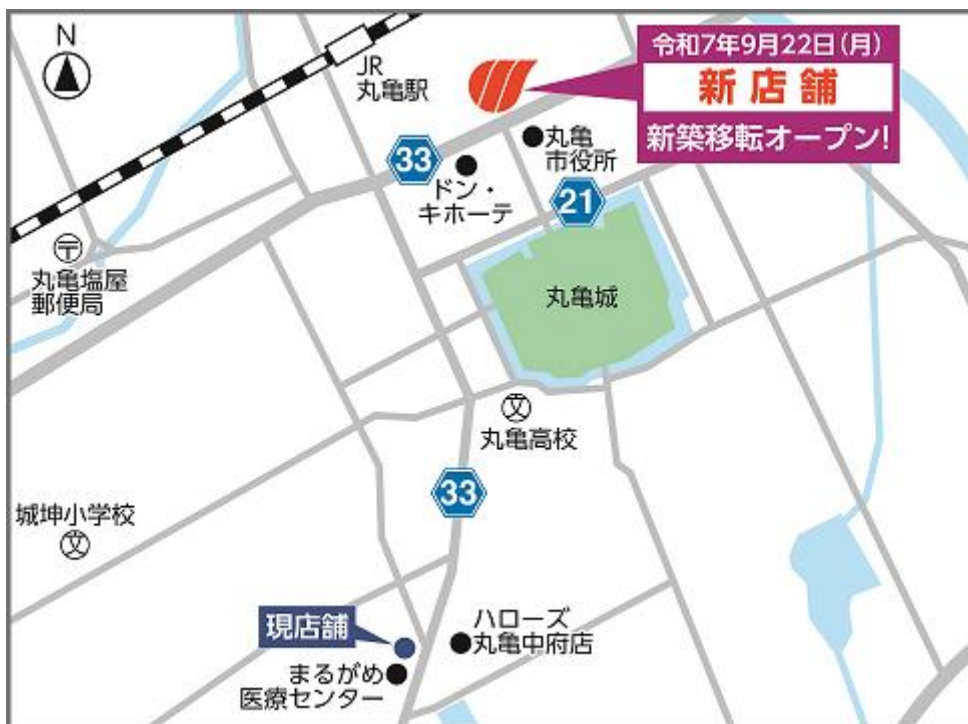 N
JR
丸亀駅
令和7年9月22日(月)
新店舗
新築移転オープン!
33
丸亀
市役所
ドン・
キホーテ
21
丸亀塩屋
郵便局
丸亀城
文
丸亀高校
33
城坤小学校
文
現店舗
ハローズ
丸亀中府店
まるがめ
医療センター